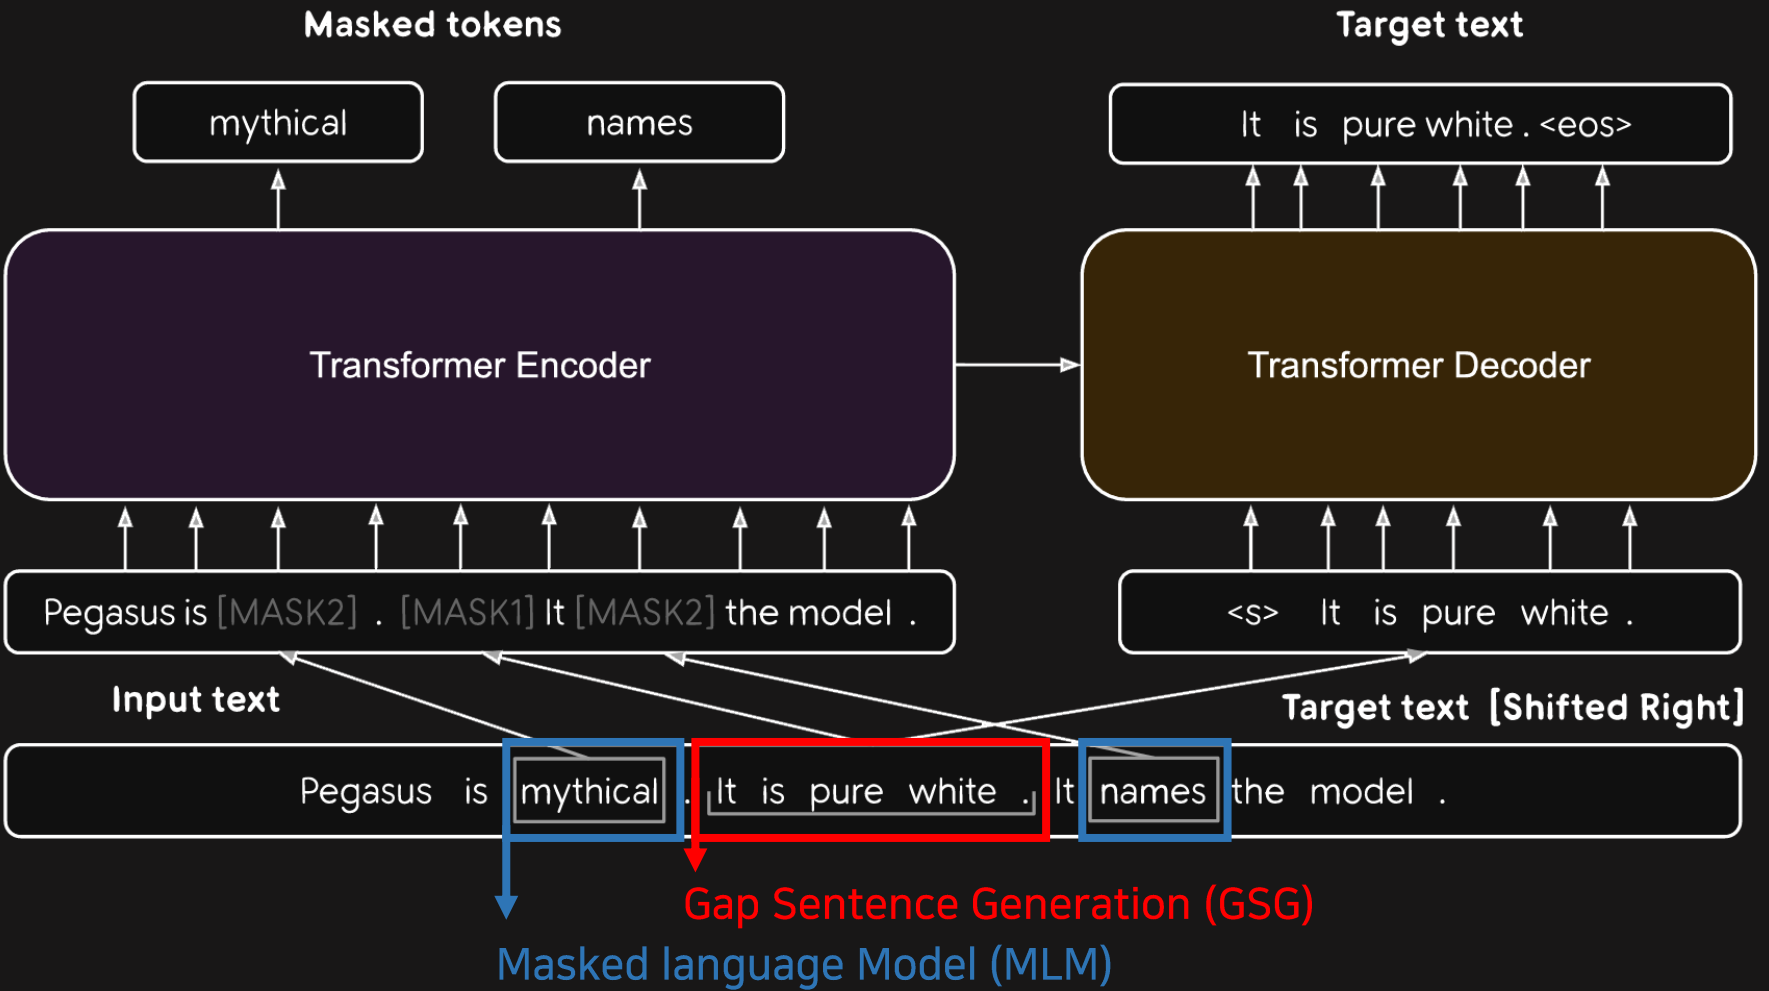 Masked tokens
Target text
mythical
names
It is pure white . <eos>
Transformer Encoder
Transformer Decoder
Pegasus is [MASK2] . [MASK1] It [MASK2] the model .
<s> It is pure white .
Input text
Target text [Shifted Right]
Pegasus is mythical . It is pure white . It names the model .
Gap Sentence Generation (GSG)
Masked language Model (MLM)